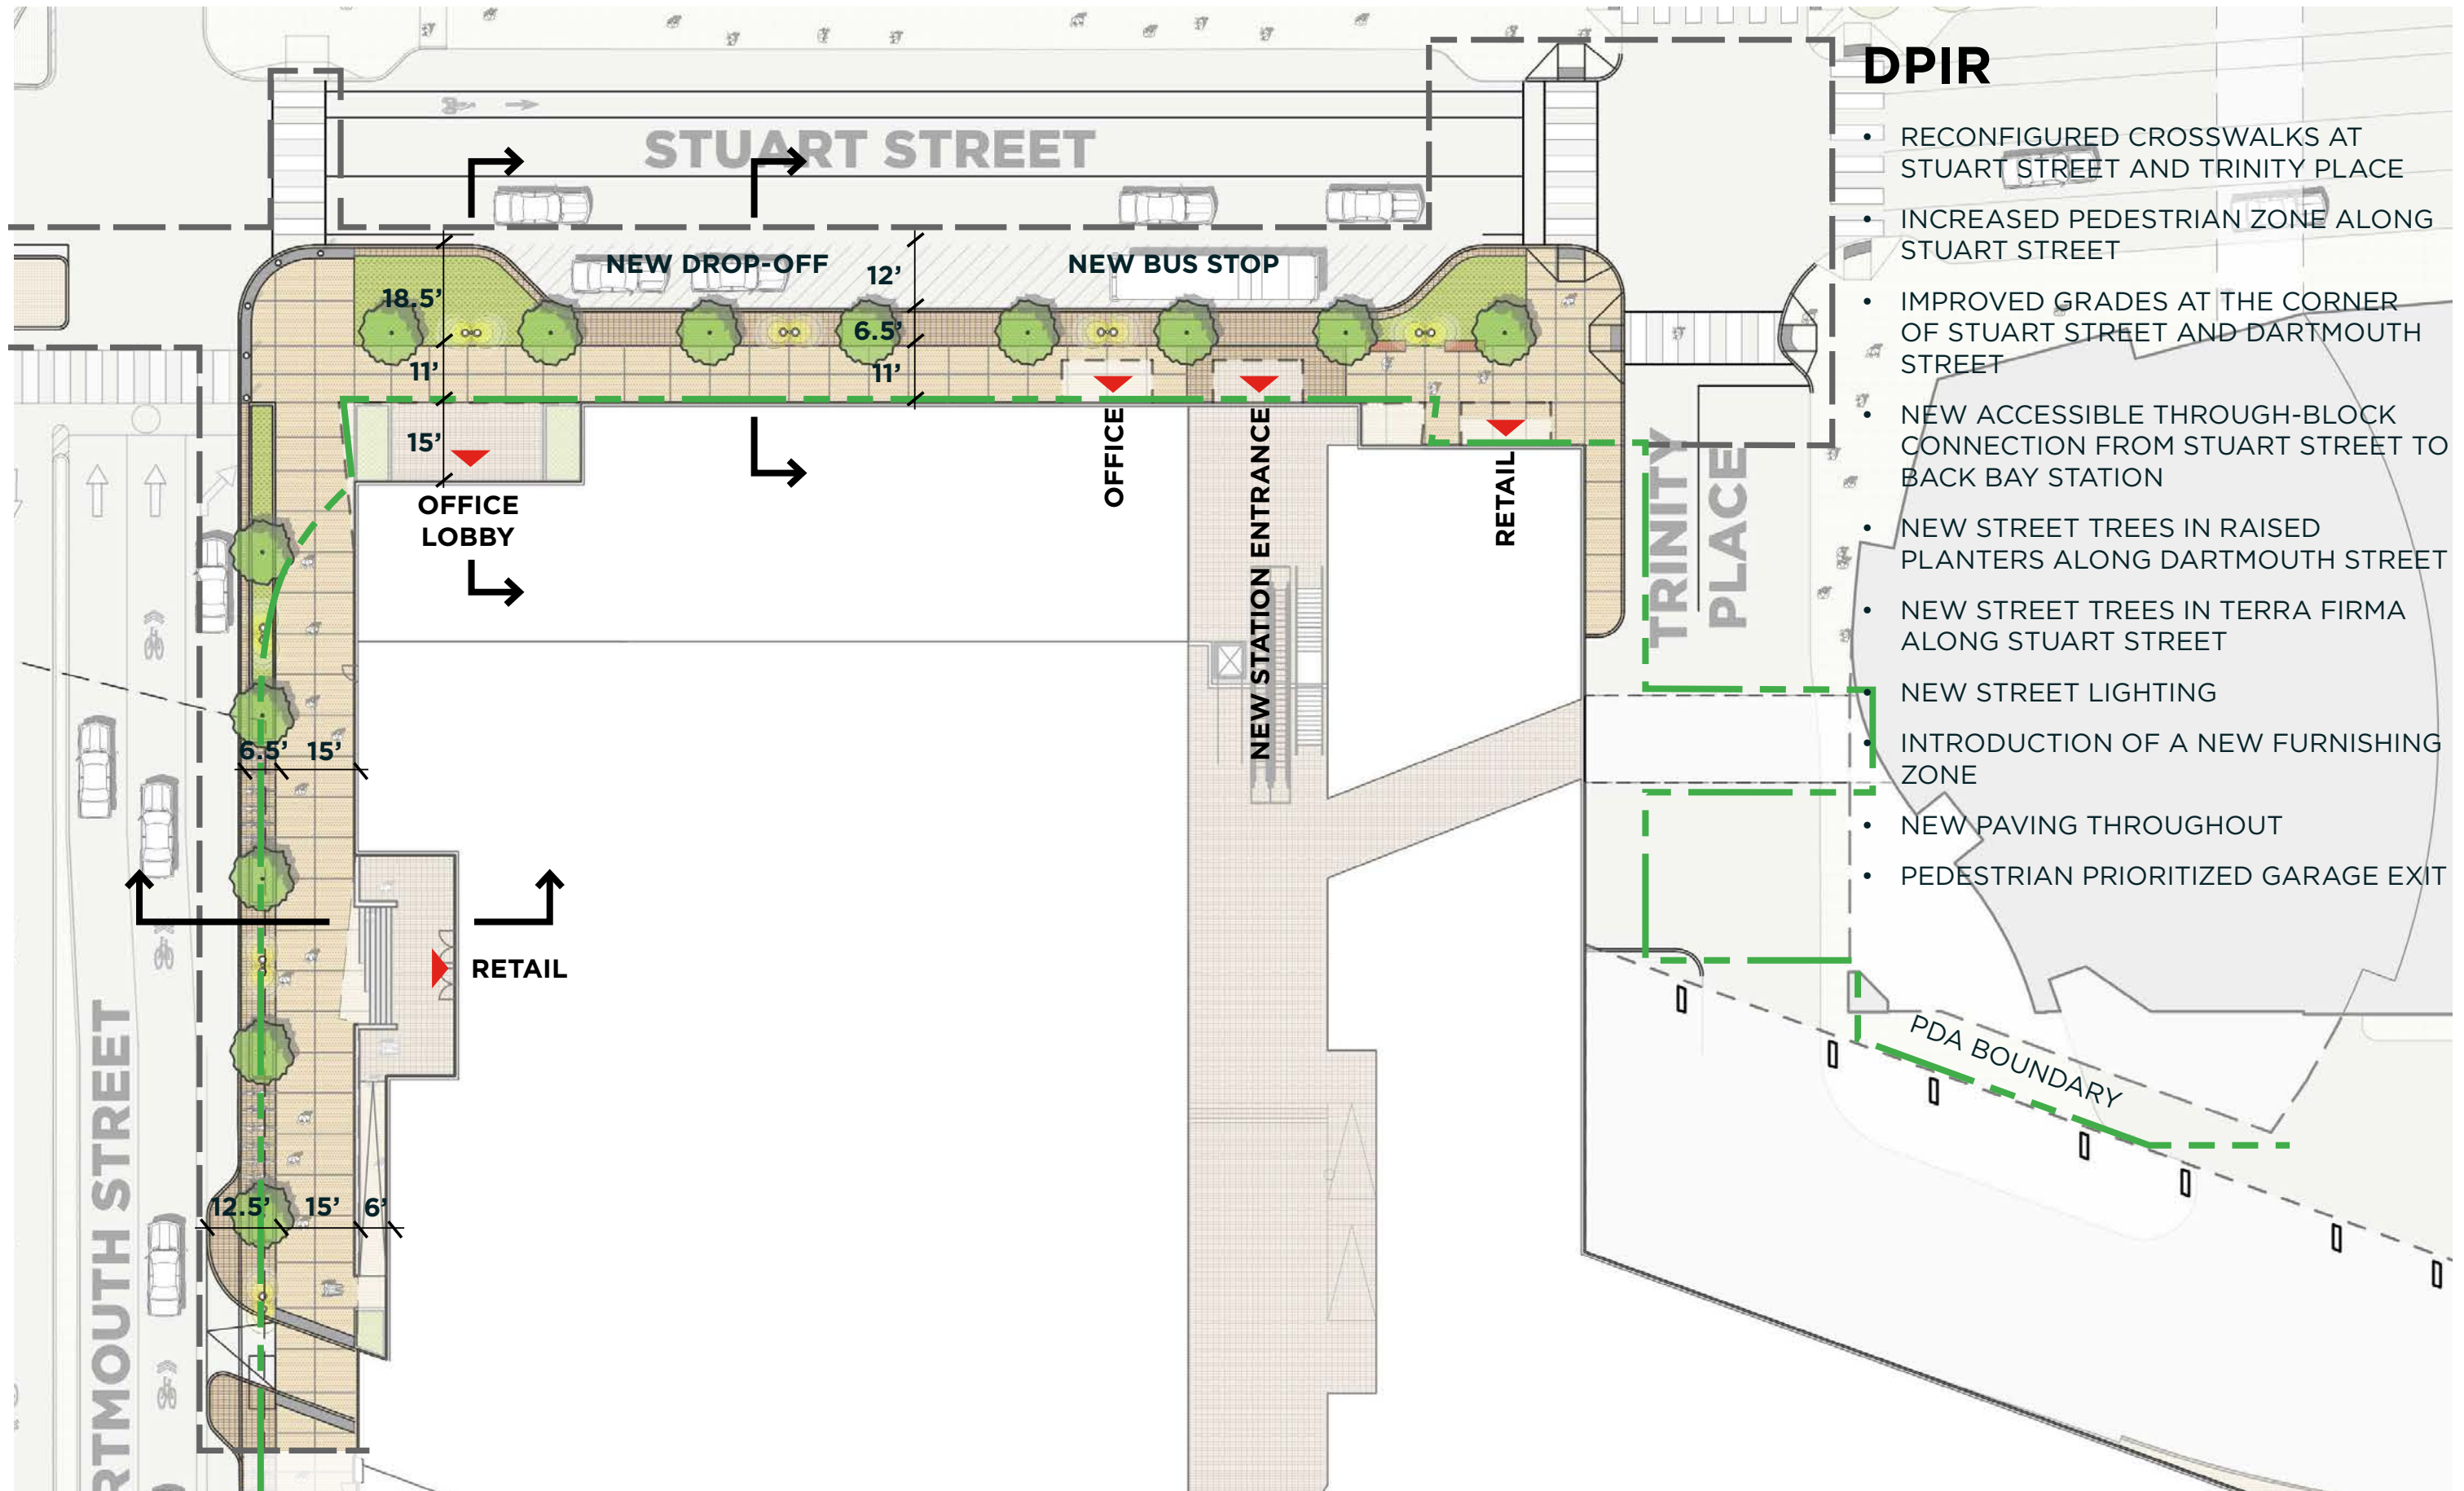 DPIR
• RECONFIGURED CROSSWALKS AT
STUART STREET AND TRINITY PLACE
• INCREASED PEDESTRIAN ZONE ALONG
STUART STREET
• IMPROVED GRADES AT THE CORNER
OF STUART STREET AND DARTMOUTH
STREET
• NEW ACCESSIBLE THROUGH-BLOCK
CONNECTION FROM STUART STREET TO
BACK BAY STATION
• NEW STREET TREES IN RAISED
PLANTERS ALONG DARTMOUTH STREET
• NEW STREET TREES IN TERRA FIRMA
ALONG STUART STREET
• NEW STREET LIGHTING
• INTRODUCTION OF A NEW FURNISHING
ZONE
• NEW PAVING THROUGHOUT
• PEDESTRIAN PRIORITIZED GARAGE EXIT
STUART STREET
NEW DROP-OFF
NEW BUS STOP
12’
18.5’
6.5’
11’
11’
15’
OFFICE
LOBBY
OFFICE
NEW STATION ENTRANCE
RETAIL
TRINITY
PLACE
6.5’
15’
RETAIL
12.5’
15’
6’
RTMOUTH STREET
PDA BOUNDARY